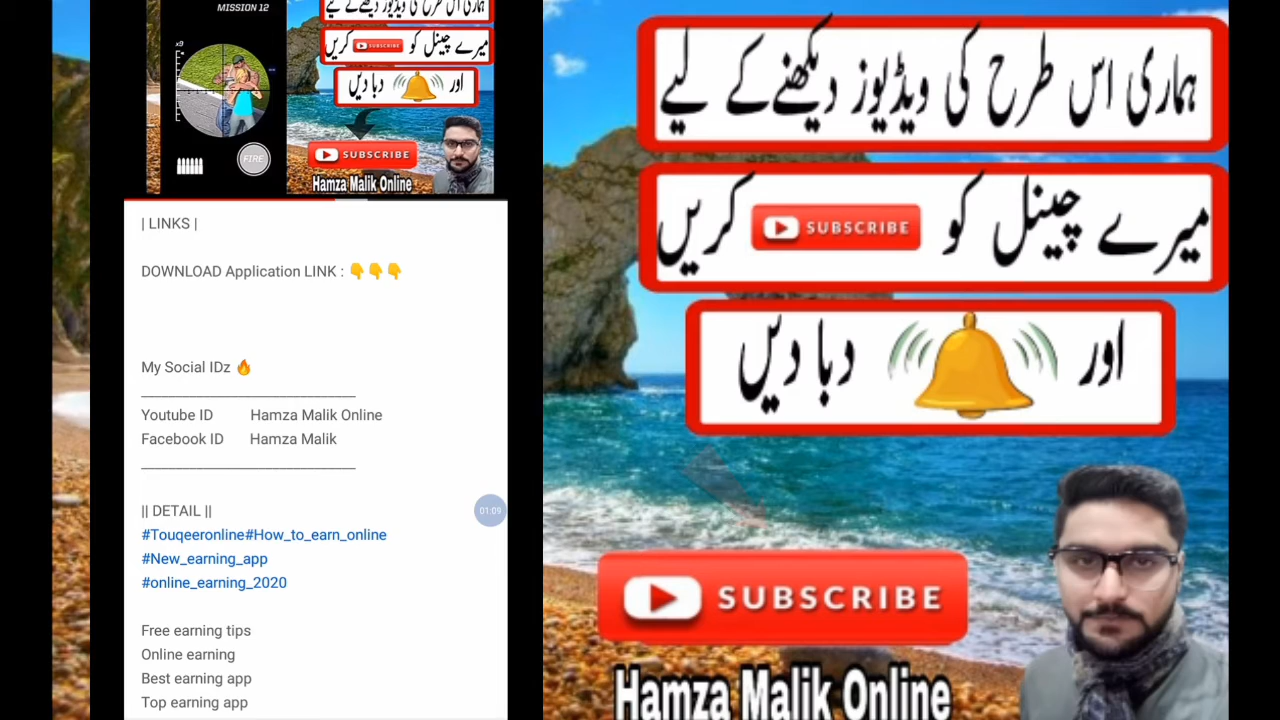 MISSION 12
x9
FIRE
ہماری اس طرح کی ویڈیوز دیکھنے کے لیے
میرے چینل کو SUBSCRIBE کریں
اور دبا دیں
SUBSCRIBE
Hamza Malik Online
| LINKS |
DOWNLOAD Application LINK : 👇👇👇
My Social IDz 🔥
Youtube ID Hamza Malik Online
Facebook ID Hamza Malik
|| DETAIL ||
#Touqeeronline#How_to_earn_online
#New_earning_app
#online_earning_2020
Free earning tips
Online earning
Best earning app
Top earning app
01:09
ہماری اس طرح کی ویڈیوز دیکھنے کے لیے
میرے چینل کو SUBSCRIBE کریں
اور دبا دیں
SUBSCRIBE
Hamza Malik Online